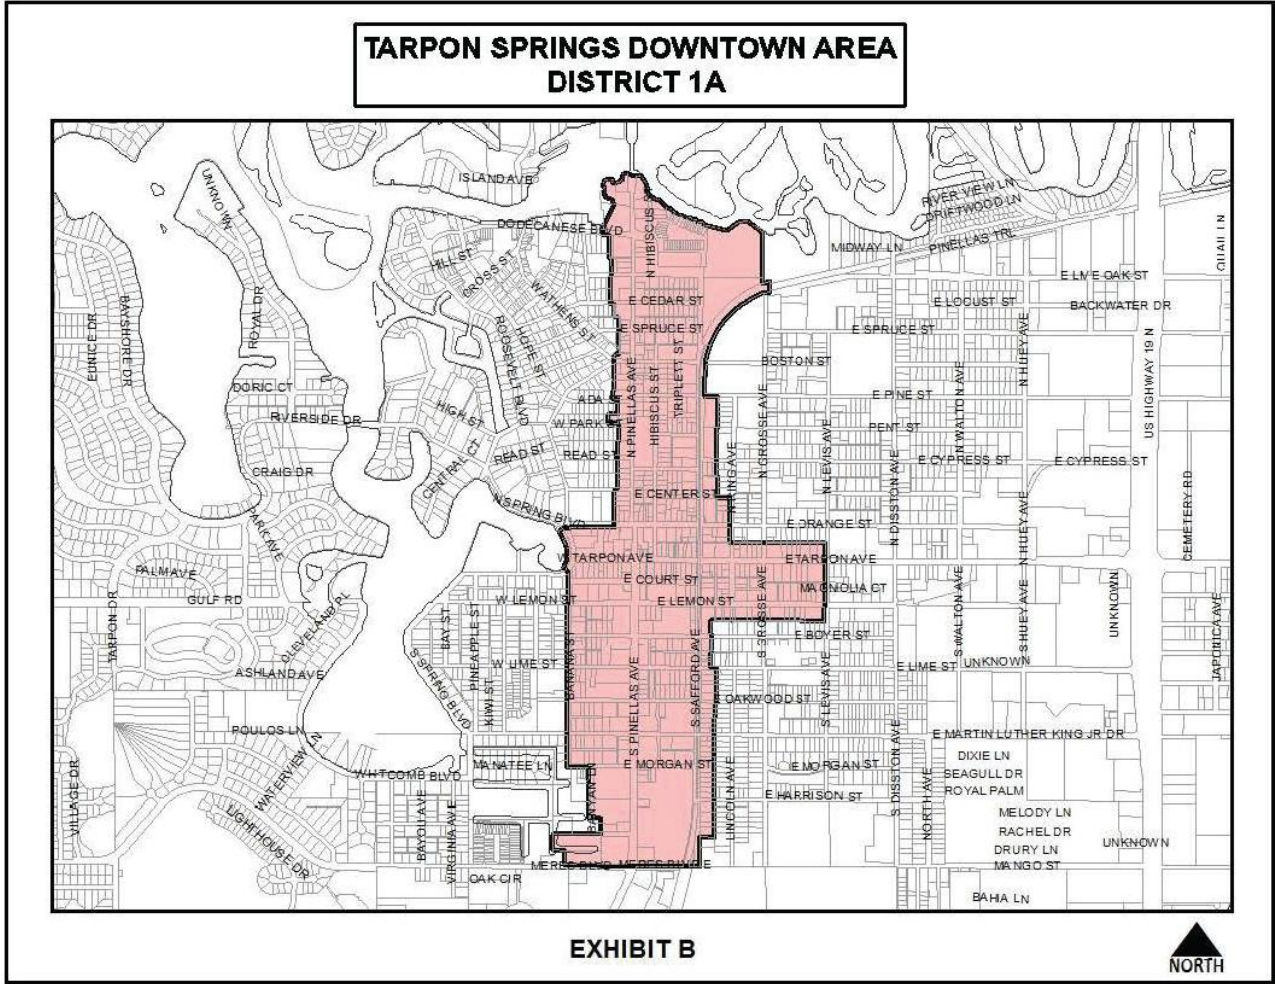 TARPON SPRINGS DOWNTOWN AREA
DISTRICT 1A
ISLAND AVE
UNKNOWN
RIVER VIEW LN
DRIFTWOOD LN
DODECANESE BLVD
N HIBISCUS S
MIDWAY LN
PINELLAS TRL
QUAIL LN
HILL ST
CROSS ST
E LIVE OAK ST
WATHENS ST
E CEDAR ST
E LOCUST ST
BACKWATER DR
BAYSHORE DR
EUNICE DR
ROYAL DR
ROOSEVELT BLVD
HOPE ST
E SPRUCE ST
E SPRUCE ST
N HUEY AVE
US HIGHWAY 19 N
BOSTON ST
DORIC CT
N PINELLAS AVE
HIBISCUS ST
TRIPLETT ST
ADA
E PINE ST
N WALTON AVE
RIVERSIDE DR
HIGH ST
W PARK
N GROSSE AVE
N LEVIS AVE
PENT ST
CENTRAL CT
READ ST
READ ST
N DISSTON AVE
E CYPRESS ST
E CYPRESS ST
CRAIG DR
E CENTER ST
N SPRING BLVD
E ORANGE ST
N HUEY AVE
CEMETERY RD
PARK AVE
W TARPON AVE
E TARPON AVE
PALM AVE
E COURT ST
MAGNOLIA CT
GULF RD
W LEMON ST
E LEMON ST
S GROSSE AVE
S WALTON AVE
S HUEY AVE
UNKNOWN
TARPON DR
CLEVELAND PL
BAY ST
PINEAPPLE ST
E BOYER ST
JAPONICA AVE
ASHLAND AVE
S SPRING BLVD
W LIME ST
BANANA ST
E LIME ST
UNKNOWN
KIWI ST
S PINELLAS AVE
S SAFFORD AVE
OAKWOOD ST
S LEVIS AVE
POULOS LN
E MARTIN LUTHER KING JR DR
WATERVIEW LN
MANATEE LN
E MORGAN ST
E MORGAN ST
S DISSTON AVE
DIXIE LN
VILLAGE DR
WHITCOMB BLVD
SEAGULL DR
ROYAL PALM
LIGHTHOUSE DR
BAYOU AVE
VIRGINIA AVE
LINCOLN AVE
E HARRISON ST
NORTH AVE
MELODY LN
RACHEL DR
DRURY LN
UNKNOWN
MERES BLVD
MANGO ST
OAK CIR
BAHIA LN
EXHIBIT B
NORTH